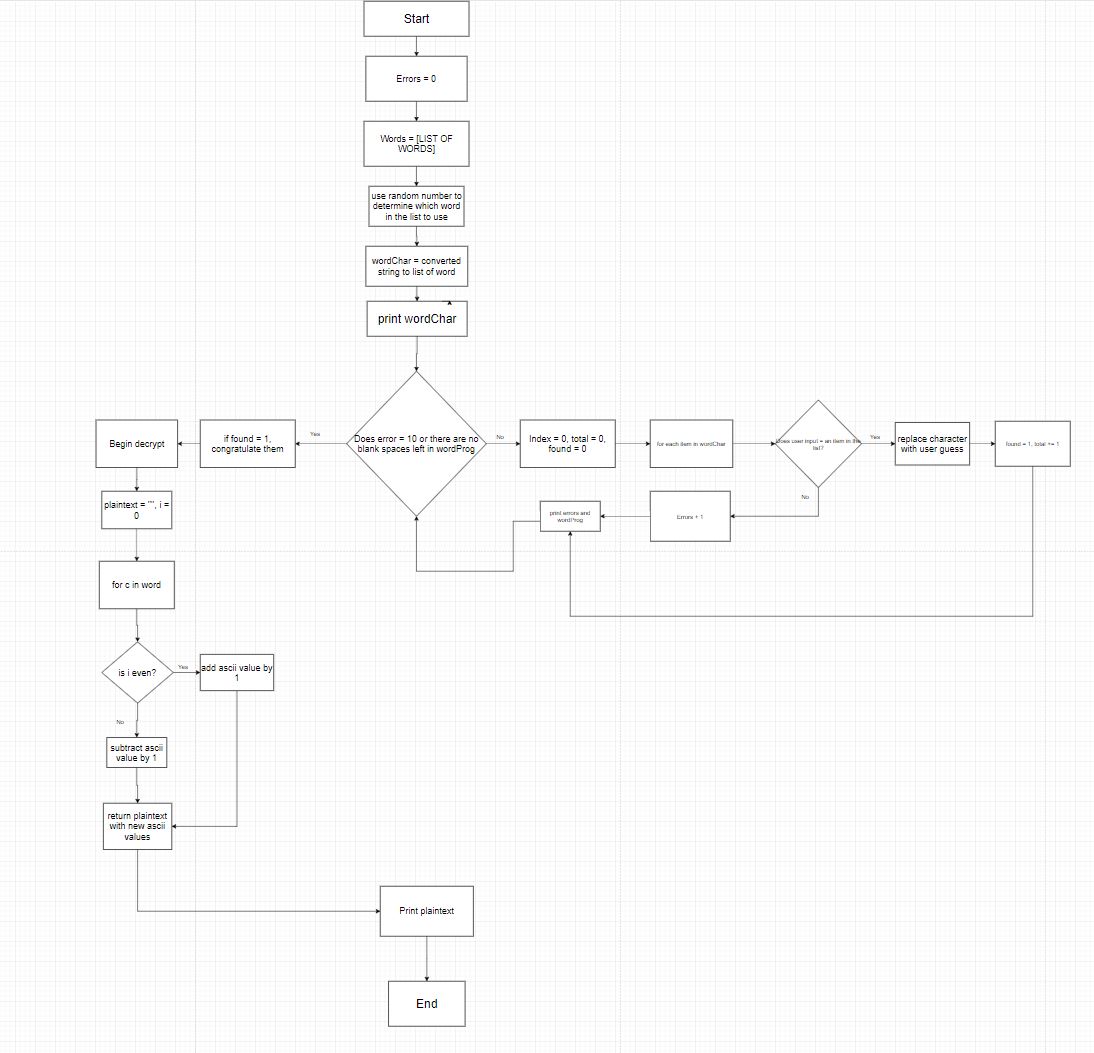 Start
Errors = 0
Words = [LIST OF
WORDS]
use random number to
determine which word
in the list to use
wordChar = converted
string to list of word
print wordChar
Does error = 10 or there are no
blank spaces left in wordProg
Yes
if found = 1,
congratulate them
Begin decrypt
No
Index = 0, total = 0,
found = 0
for each item in wordChar
Does user input = an item in the
list?
Yes
replace character
with user guess
found = 1, total += 1
No
Errors + 1
print errors and
wordProg
plaintext = "", i =
0
for c in word
is i even?
Yes
add ascii value by
1
No
subtract ascii
value by 1
return plaintext
with new ascii
values
Print plaintext
End